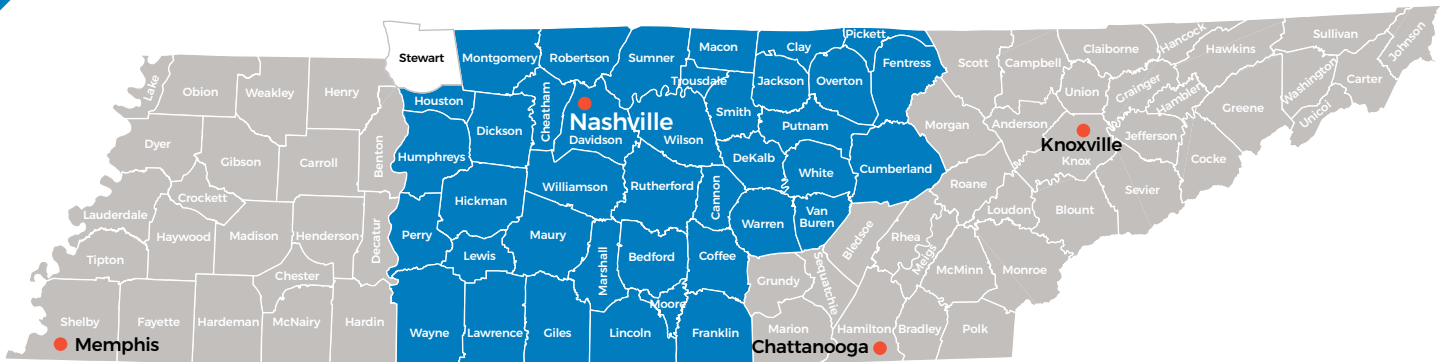 Lake
Obion
Weakley
Henry
Stewart
Montgomery
Robertson
Sumner
Macon
Clay
Pickett
Fentress
Scott
Campbell
Claiborne
Hancock
Hawkins
Sullivan
Johnson
Houston
Dickson
Cheatham
Nashville
Davidson
Trousdale
Wilson
Smith
Jackson
Overton
Putnam
Morgan
Anderson
Union
Grainger
Hamblen
Greene
Washington
Unicoi
Carter
Dyer
Gibson
Carroll
Benton
Humphreys
Hickman
Williamson
Rutherford
Cannon
DeKalb
White
Cumberland
Roane
Knoxville
Knox
Jefferson
Cocke
Sevier
Lauderdale
Crockett
Haywood
Madison
Henderson
Decatur
Perry
Lewis
Maury
Marshall
Bedford
Coffee
Warren
Van
Buren
Bledsoe
Rhea
Meigs
Loudon
Blount
Tipton
Chester
Moore
Grundy
Sequatchie
McMinn
Monroe
Shelby
Memphis
Fayette
Hardeman
McNairy
Hardin
Wayne
Lawrence
Giles
Lincoln
Franklin
Marion
Hamilton
Chattanooga
Bradley
Polk